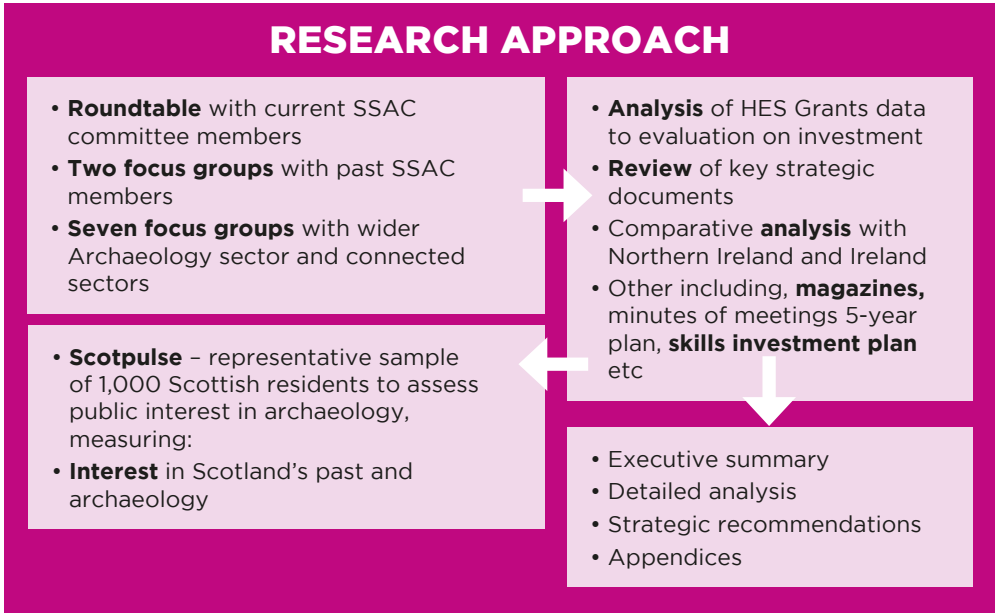 RESEARCH APPROACH
• Roundtable with current SSAC
committee members
• Two focus groups with past SSAC
members
• Seven focus groups with wider
Archaeology sector and connected
sectors
• Analysis of HES Grants data
to evaluation on investment
• Review of key strategic
documents
• Comparative analysis with
Northern Ireland and Ireland
• Other including, magazines,
minutes of meetings 5-year
plan, skills investment plan
etc
• Scotpulse – representative sample
of 1,000 Scottish residents to assess
public interest in archaeology,
measuring:
• Interest in Scotland’s past and
archaeology
• Executive summary
• Detailed analysis
• Strategic recommendations
• Appendices